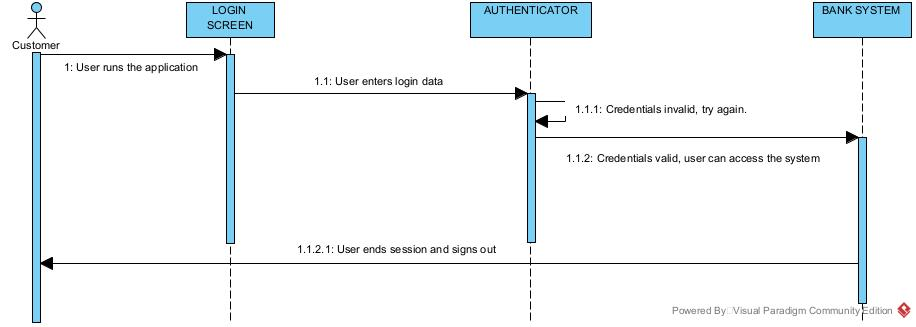 LOGIN
SCREEN
AUTHENTICATOR
BANK SYSTEM
Customer
1: User runs the application
1.1: User enters login data
1.1.1: Credentials invalid, try again.
1.1.2: Credentials valid, user can access the system
1.1.2.1: User ends session and signs out
Powered By Visual Paradigm Community Edition